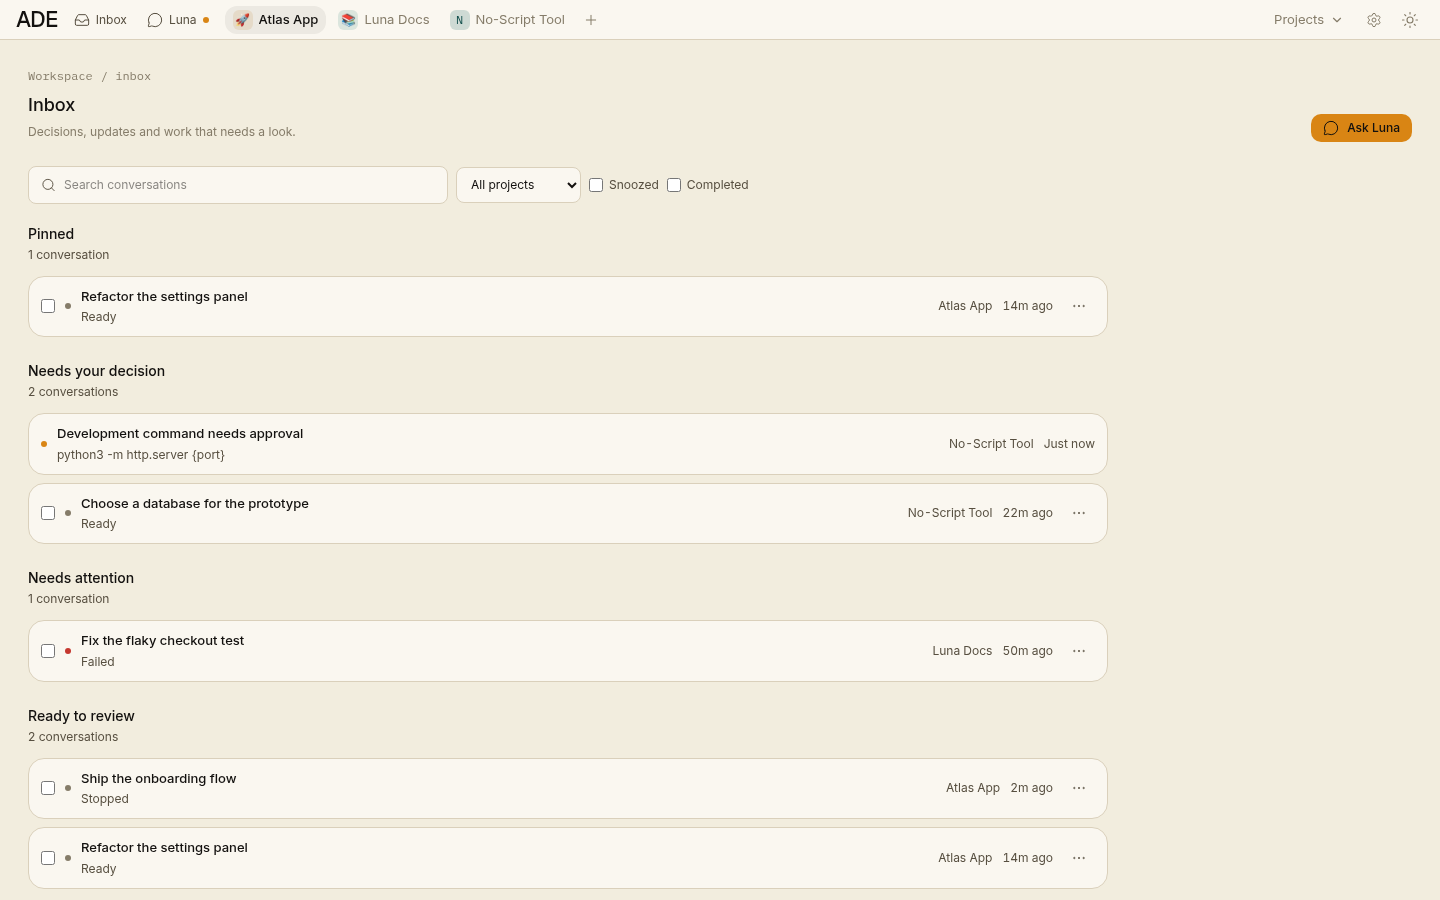 ADE Inbox Luna Atlas App Luna Docs N No-Script Tool Projects
Workspace / inbox
Inbox
Decisions, updates and work that needs a look.
Ask Luna
Search conversations All projects Snoozed Completed
Pinned
1 conversation
Refactor the settings panel
Ready
Atlas App 14m ago
Needs your decision
2 conversations
Development command needs approval
python3 -m http.server {port}
No-Script Tool Just now
Choose a database for the prototype
Ready
No-Script Tool 22m ago
Needs attention
1 conversation
Fix the flaky checkout test
Failed
Luna Docs 50m ago
Ready to review
2 conversations
Ship the onboarding flow
Stopped
Atlas App 2m ago
Refactor the settings panel
Ready
Atlas App 14m ago